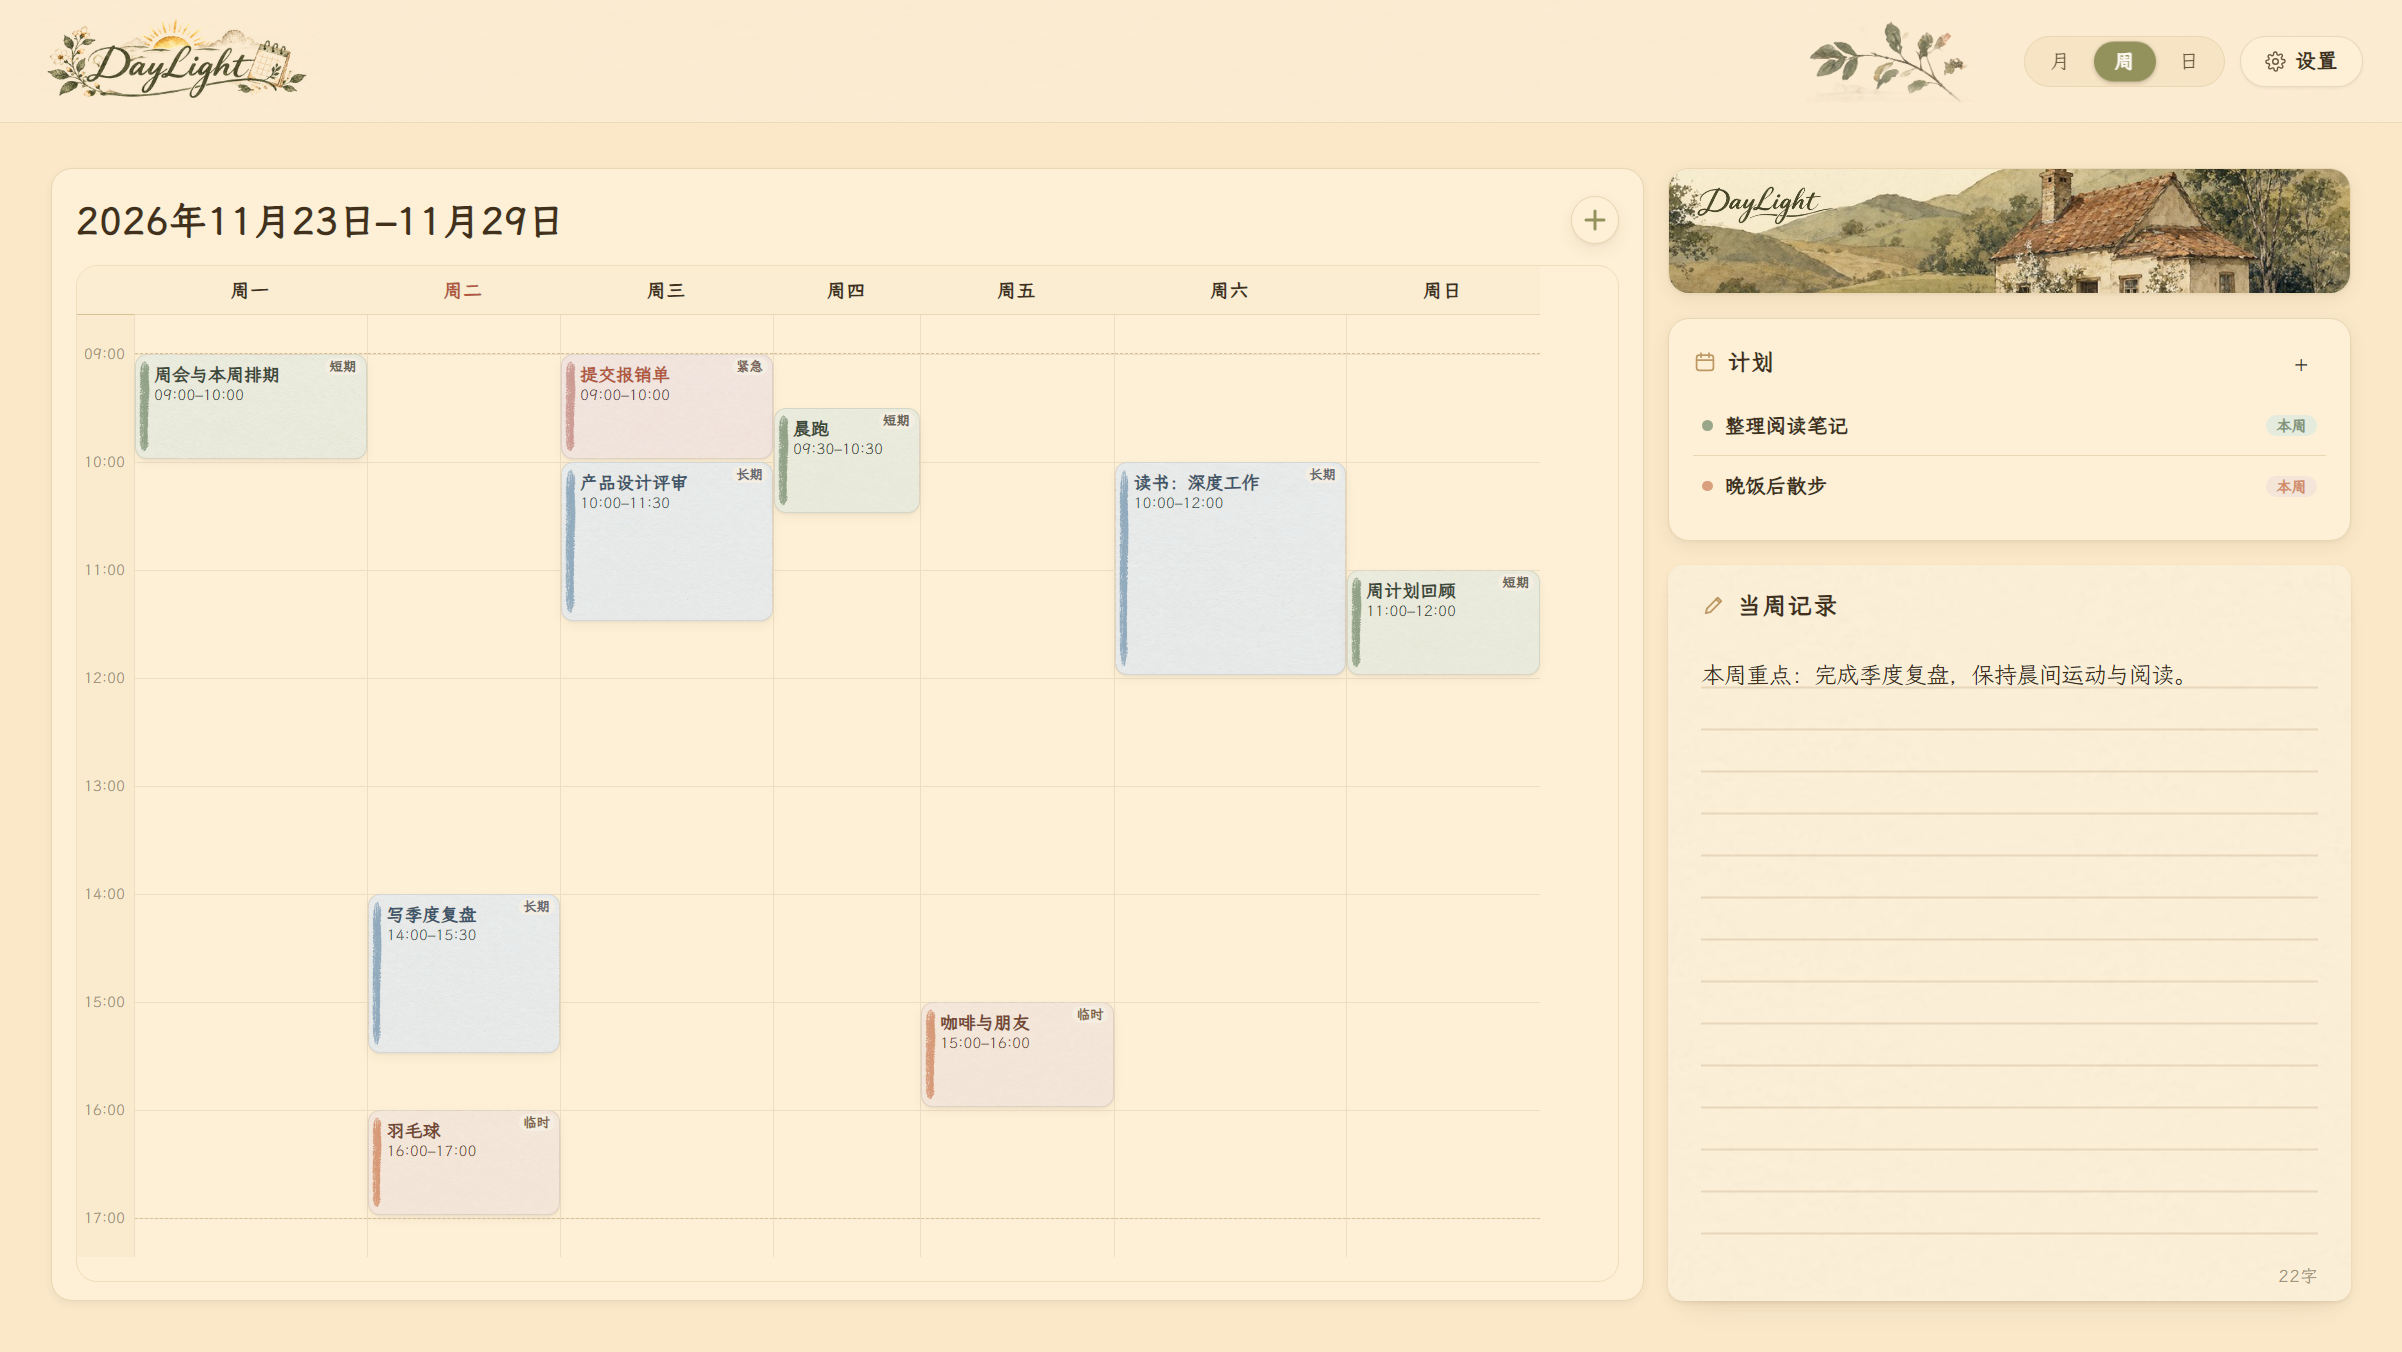 DayLight
月 周 日 设置
2026年11月23日–11月29日
+
周一 周二 周三 周四 周五 周六 周日
09:00
10:00
11:00
12:00
13:00
14:00
15:00
16:00
17:00
周会与本周排期 短期
09:00–10:00
写季度复盘 长期
14:00–15:30
羽毛球 临时
16:00–17:00
提交报销单 紧急
09:00–10:00
产品设计评审 长期
10:00–11:30
晨跑 短期
09:30–10:30
咖啡与朋友 临时
15:00–16:00
读书：深度工作 长期
10:00–12:00
周计划回顾 短期
11:00–12:00
DayLight
计划 +
整理阅读笔记 本周
晚饭后散步 本周
当周记录
本周重点：完成季度复盘，保持晨间运动与阅读。
22字